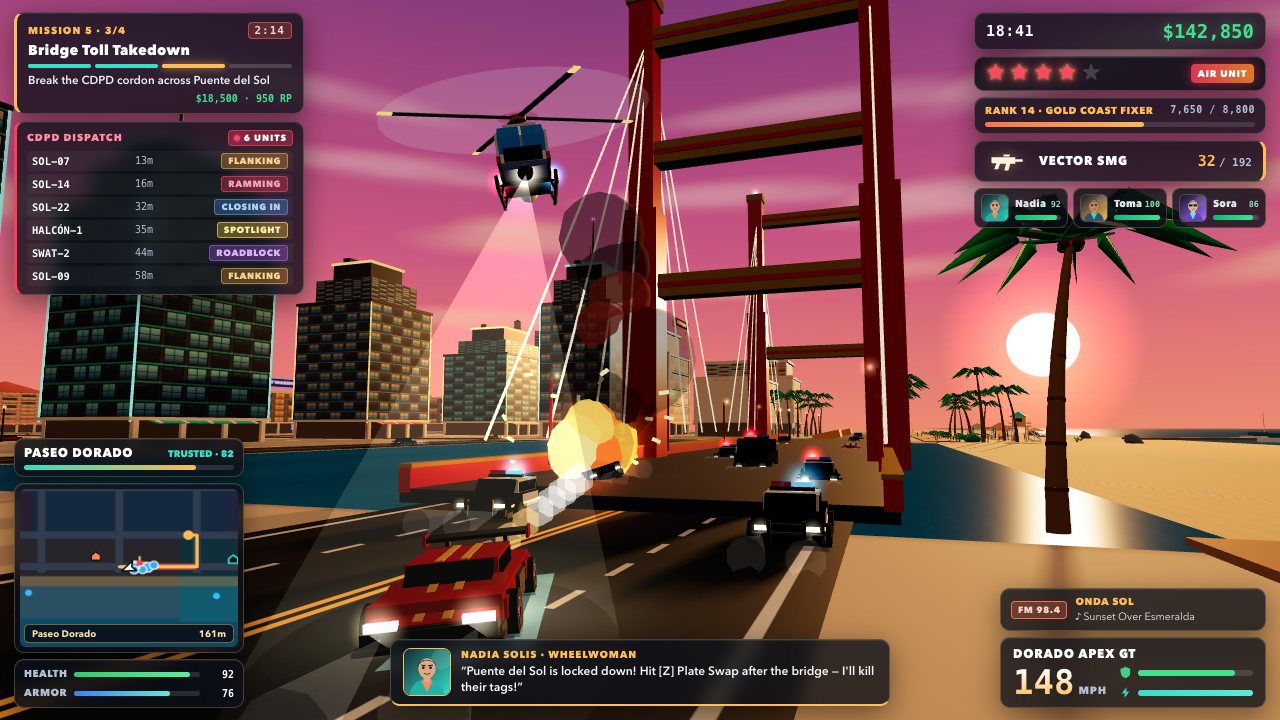 MISSION 5 · 3/4
2:14
Bridge Toll Takedown
Break the CDPD cordon across Puente del Sol
$18,500 · 950 RP
CDPD DISPATCH
6 UNITS
SOL-07 13m FLANKING
SOL-14 16m RAMMING
SOL-22 32m CLOSING IN
HALCÓN-1 35m SPOTLIGHT
SWAT-2 44m ROADBLOCK
SOL-09 58m FLANKING
18:41
$142,850
AIR UNIT
RANK 14 · GOLD COAST FIXER 7,650 / 8,800
VECTOR SMG 32 / 192
Nadia 92
Toma 100
Sora 86
PASEO DORADO TRUSTED · 82
Paseo Dorado 161m
HEALTH 92
ARMOR 76
NADIA SOLIS · WHEELWOMAN
“Puente del Sol is locked down! Hit [Z] Plate Swap after the bridge — I'll kill
their tags!”
FM 98.4
ONDA SOL
♪ Sunset Over Esmeralda
DORADO APEX GT
148 MPH